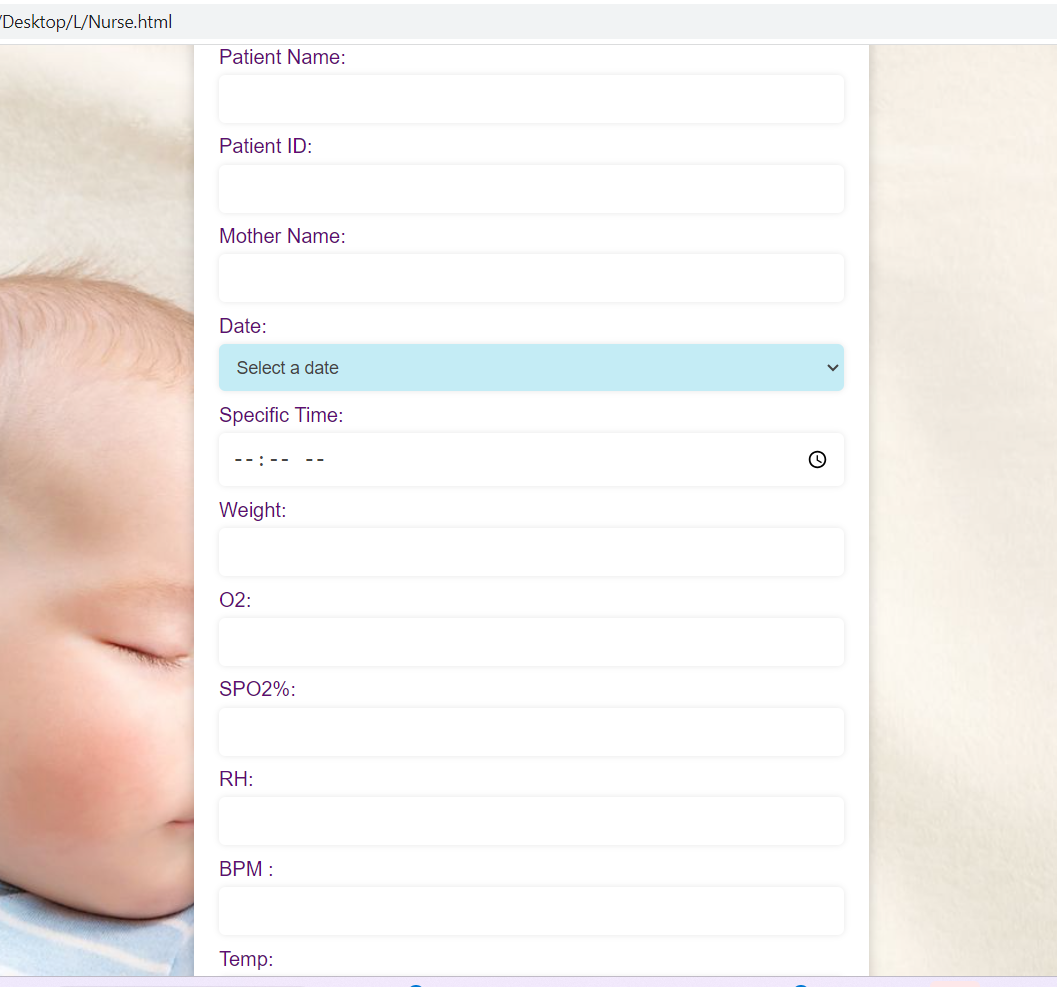 /Desktop/L/Nurse.html
Patient Name:
Patient ID:
Mother Name:
Date:
Select a date
Specific Time:
--:-- --
Weight:
O2:
SPO2%:
RH:
BPM :
Temp: